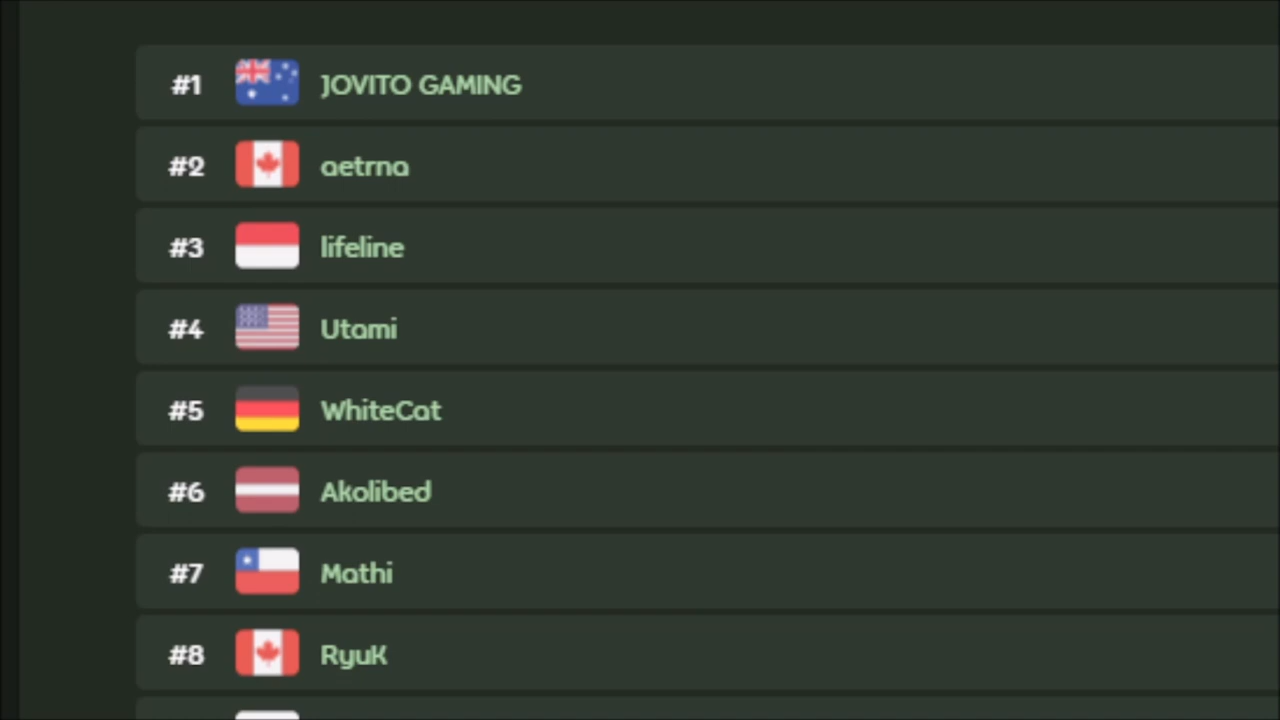 #1 JOVITO GAMING
#2 aetrna
#3 lifeline
#4 Utami
#5 WhiteCat
#6 Akolibed
#7 Mathi
#8 RyuK